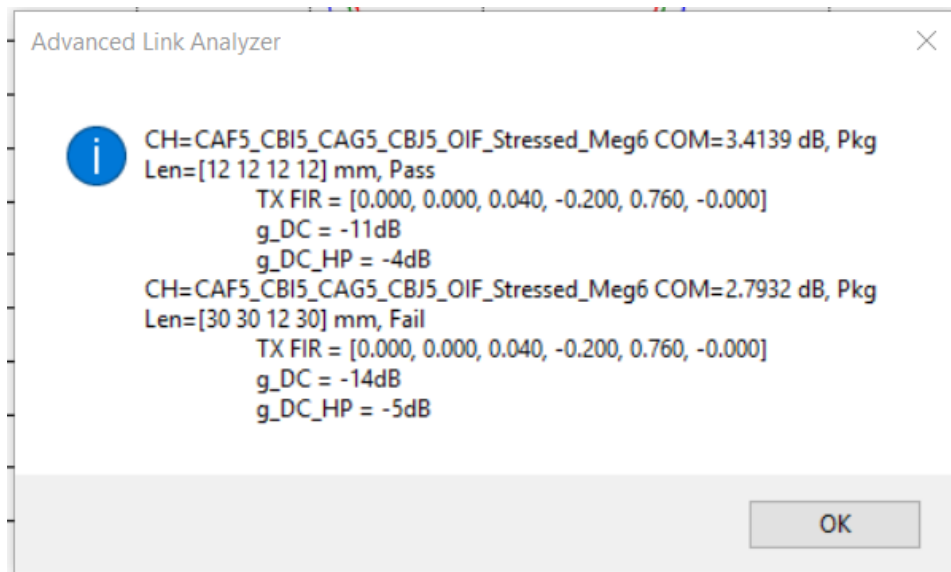 Advanced Link Analyzer
CH=CAF5_CBI5_CAG5_CBJ5_OIF_Stressed_Meg6 COM=3.4139 dB, Pkg
Len=[12 12 12 12] mm, Pass
TX FIR = [0.000, 0.000, 0.040, -0.200, 0.760, -0.000]
g_DC = -11dB
g_DC_HP = -4dB
CH=CAF5_CBI5_CAG5_CBJ5_OIF_Stressed_Meg6 COM=2.7932 dB, Pkg
Len=[30 30 12 30] mm, Fail
TX FIR = [0.000, 0.000, 0.040, -0.200, 0.760, -0.000]
g_DC = -14dB
g_DC_HP = -5dB
OK